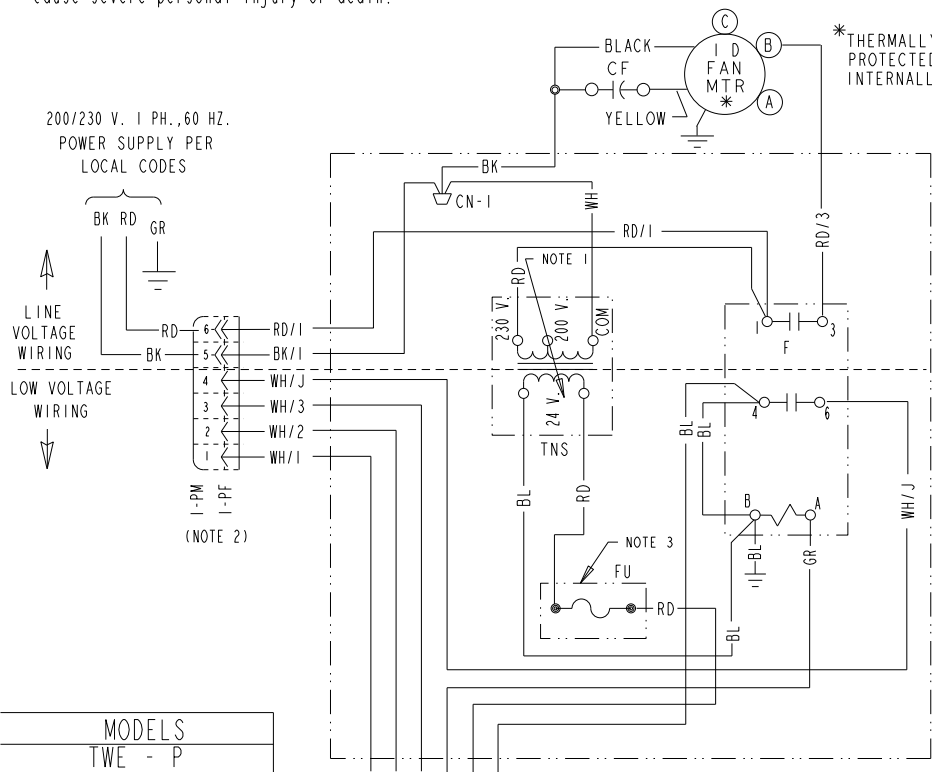 cause severe personal injury or death.
C
BLACK
I D
FAN
MTR
*
B
A
* THERMALLY
PROTECTED
INTERNALL
CF
YELLOW
200/230 V. 1 PH.,60 HZ.
POWER SUPPLY PER
LOCAL CODES
BK RD GR
BK
CN-1
WH
RD/1
RD/3
RD
NOTE 1
LINE
VOLTAGE
WIRING
LOW VOLTAGE
WIRING
RD 6 RD/1
BK 5 BK/1
4 WH/J
3 WH/3
2 WH/2
1 WH/1
1-PM
1-PF
(NOTE 2)
230 V.
200 V.
COM
24 V.
TNS
1 3
F
4 6
BL
BL
B A
BL
GR
WH/J
BL
RD
NOTE 3
FU
RD
BL
MODELS
TWE - P